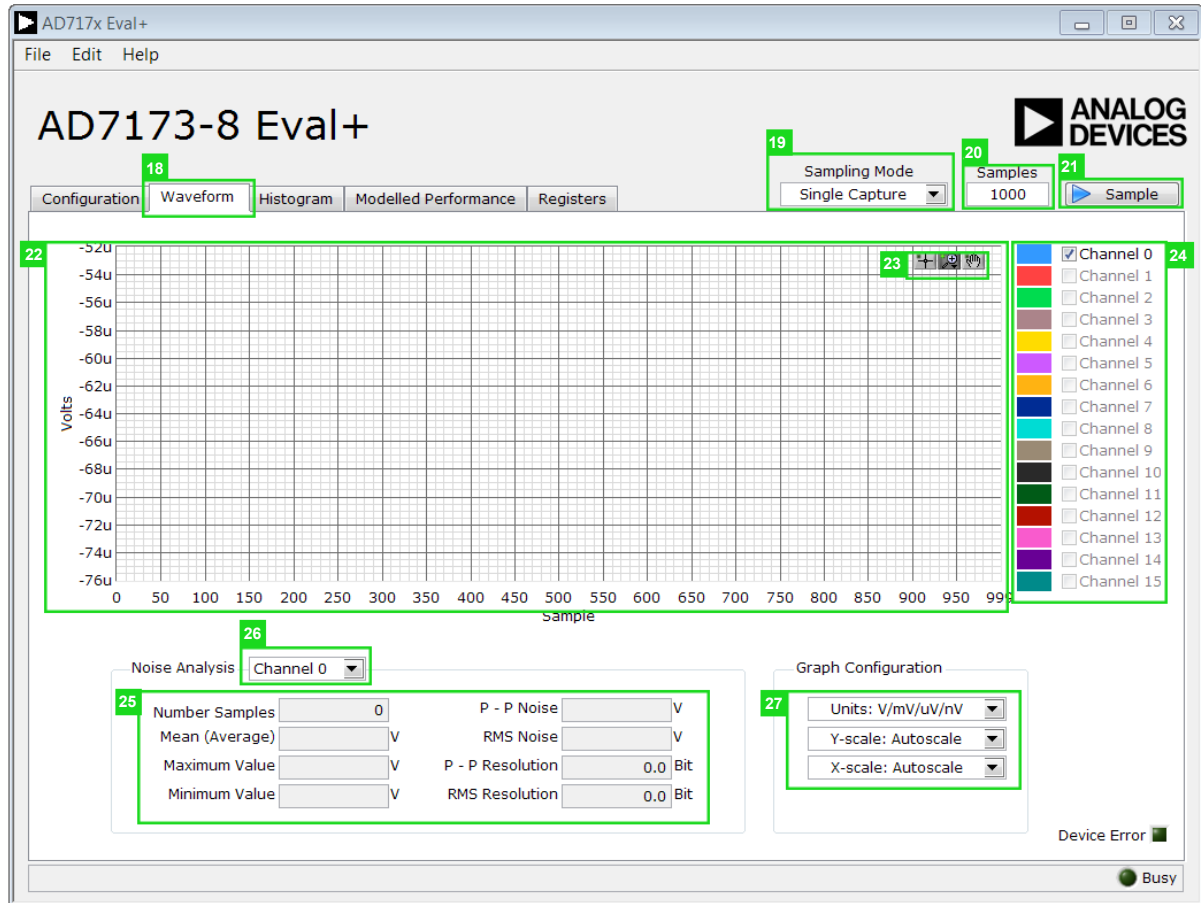 AD717x Eval+
File Edit Help
AD7173-8 Eval+
ANALOG
DEVICES
18
19
20
21
Sampling Mode
Samples
Configuration Waveform Histogram Modelled Performance Registers
Single Capture
1000
Sample
22
23
24
-52u
-54u
-56u
-58u
-60u
-62u
-64u
-66u
-68u
-70u
-72u
-74u
-76u
Volts
0 50 100 150 200 250 300 350 400 450 500 550 600 650 700 750 800 850 900 950 999
Sample
Channel 0
Channel 1
Channel 2
Channel 3
Channel 4
Channel 5
Channel 6
Channel 7
Channel 8
Channel 9
Channel 10
Channel 11
Channel 12
Channel 13
Channel 14
Channel 15
26
Noise Analysis Channel 0
25
Number Samples 0
Mean (Average) V
Maximum Value V
Minimum Value V
P - P Noise V
RMS Noise V
P - P Resolution 0.0 Bit
RMS Resolution 0.0 Bit
Graph Configuration
27
Units: V/mV/uV/nV
Y-scale: Autoscale
X-scale: Autoscale
Device Error
Busy